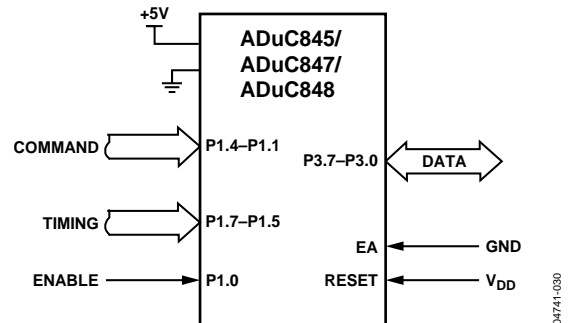 +5V
ADuC845/
ADuC847/
ADuC848
COMMAND
P1.4–P1.1
P3.7–P3.0
DATA
TIMING
P1.7–P1.5
EA
GND
ENABLE
P1.0
RESET
VDD
04741-030